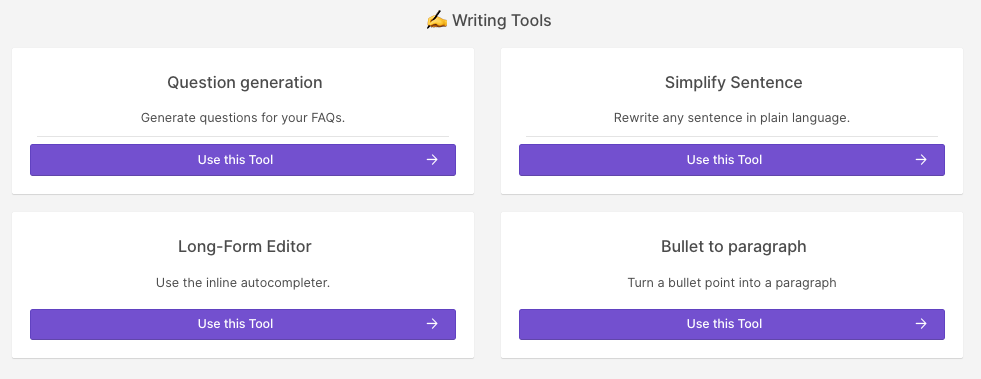 ✍️ Writing Tools
Question generation
Generate questions for your FAQs.
Use this Tool →
Simplify Sentence
Rewrite any sentence in plain language.
Use this Tool →
Long-Form Editor
Use the inline autocompleter.
Use this Tool →
Bullet to paragraph
Turn a bullet point into a paragraph
Use this Tool →